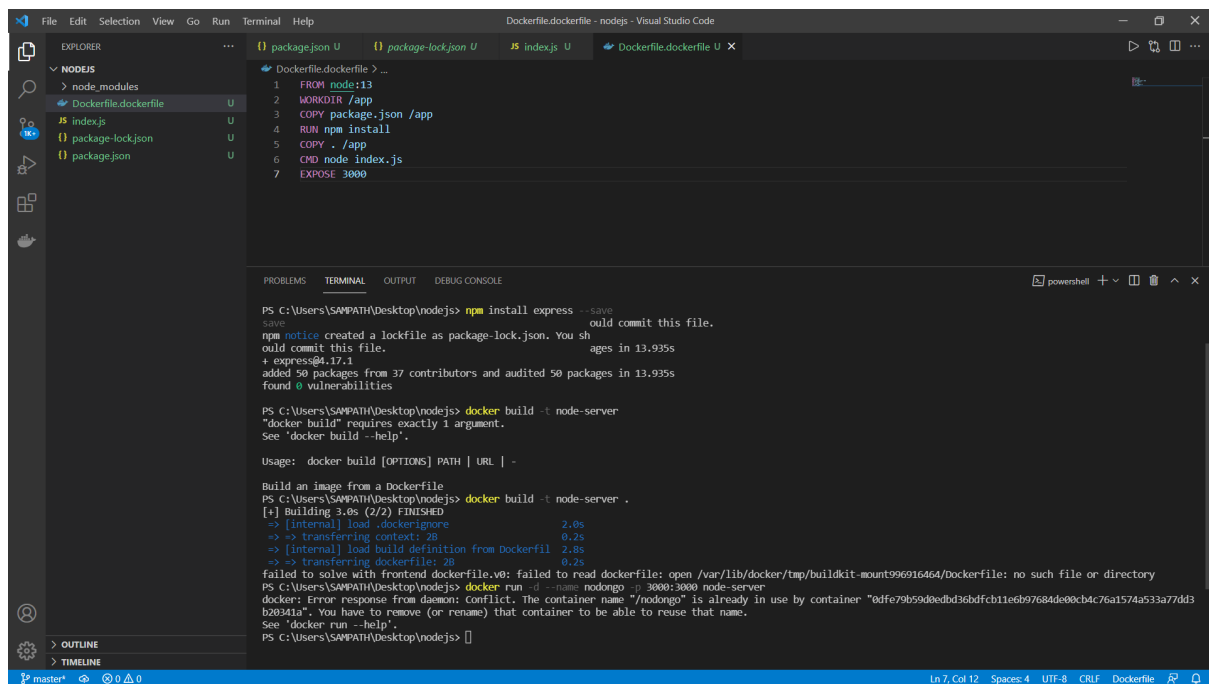 File Edit Selection View Go Run Terminal Help
Dockerfile.dockerfile - nodejs - Visual Studio Code
EXPLORER
NODEJS
node_modules
Dockerfile.dockerfile U
JS index.js U
{} package-lock.json U
{} package.json U
1K+
{} package.json U
{} package-lock.json U
JS index.js U
Dockerfile.dockerfile U
Dockerfile.dockerfile > ...
1 FROM node:13
2 WORKDIR /app
3 COPY package.json /app
4 RUN npm install
5 COPY . /app
6 CMD node index.js
7 EXPOSE 3000
PROBLEMS TERMINAL OUTPUT DEBUG CONSOLE
powershell
PS C:\Users\SAMPATH\Desktop\nodejs> npm install express --save
save ould commit this file.
npm notice created a lockfile as package-lock.json. You sh
ould commit this file. ages in 13.935s
+ express@4.17.1
added 50 packages from 37 contributors and audited 50 packages in 13.935s
found 0 vulnerabilities
PS C:\Users\SAMPATH\Desktop\nodejs> docker build -t node-server
"docker build" requires exactly 1 argument.
See 'docker build --help'.
Usage: docker build [OPTIONS] PATH | URL | -
Build an image from a Dockerfile
PS C:\Users\SAMPATH\Desktop\nodejs> docker build -t node-server .
[+] Building 3.0s (2/2) FINISHED
=> [internal] load .dockerignore 2.0s
=> => transferring context: 2B 0.2s
=> [internal] load build definition from Dockerfil 2.8s
=> => transferring dockerfile: 2B 0.2s
failed to solve with frontend dockerfile.v0: failed to read dockerfile: open /var/lib/docker/tmp/buildkit-mount996916464/Dockerfile: no such file or directory
PS C:\Users\SAMPATH\Desktop\nodejs> docker run -d --name nodongo -p 3000:3000 node-server
docker: Error response from daemon: Conflict. The container name "/nodongo" is already in use by container "0dfe79b59d0edbd36bdfcb11e6b97684de00cb4c76a1574a533a77dd3
b20341a". You have to remove (or rename) that container to be able to reuse that name.
See 'docker run --help'.
PS C:\Users\SAMPATH\Desktop\nodejs>
OUTLINE
TIMELINE
master* 0 0
Ln 7, Col 12 Spaces: 4 UTF-8 CRLF Dockerfile